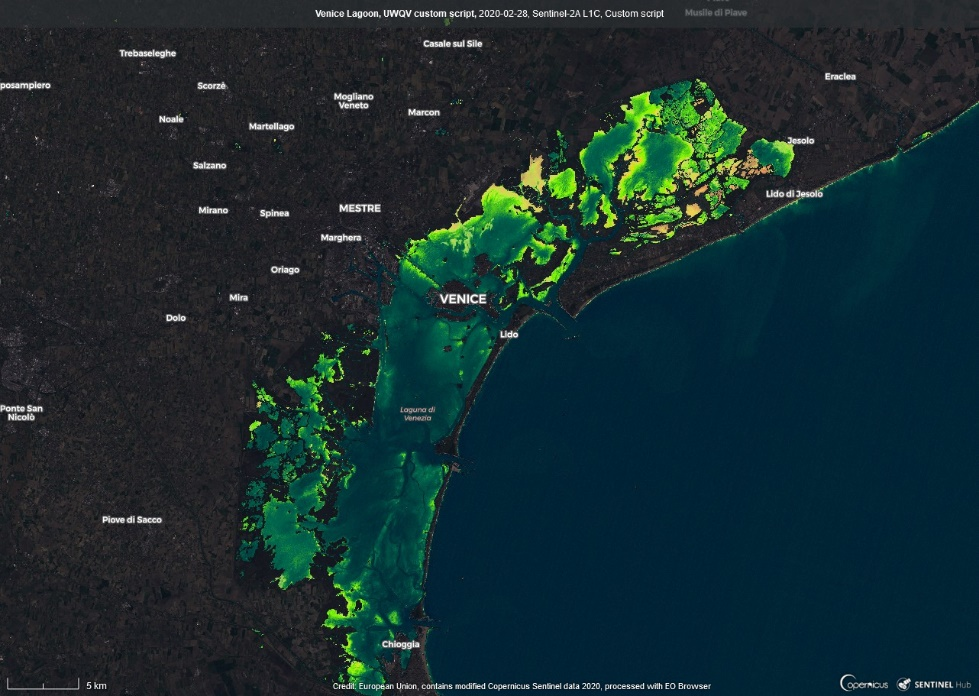 Venice Lagoon, UWQV custom script, 2020-02-28, Sentinel-2A L1C, Custom script
Musile di Piave
Casale sul Sile
Trebaseleghe
Eraclea
posampiero
Scorzè
Mogliano
Veneto
Marcon
Noale
Martellago
Jesolo
Salzano
Lido di Jesolo
Mirano
Spinea
MESTRE
Marghera
Oriago
Mira
VENICE
Dolo
Lido
Ponte San
Nicolò
Laguna di
Venezia
Piove di Sacco
Chioggia
5 km
Credit: European Union, contains modified Copernicus Sentinel data 2020, processed with EO Browser
opernicus
SENTINEL Hub